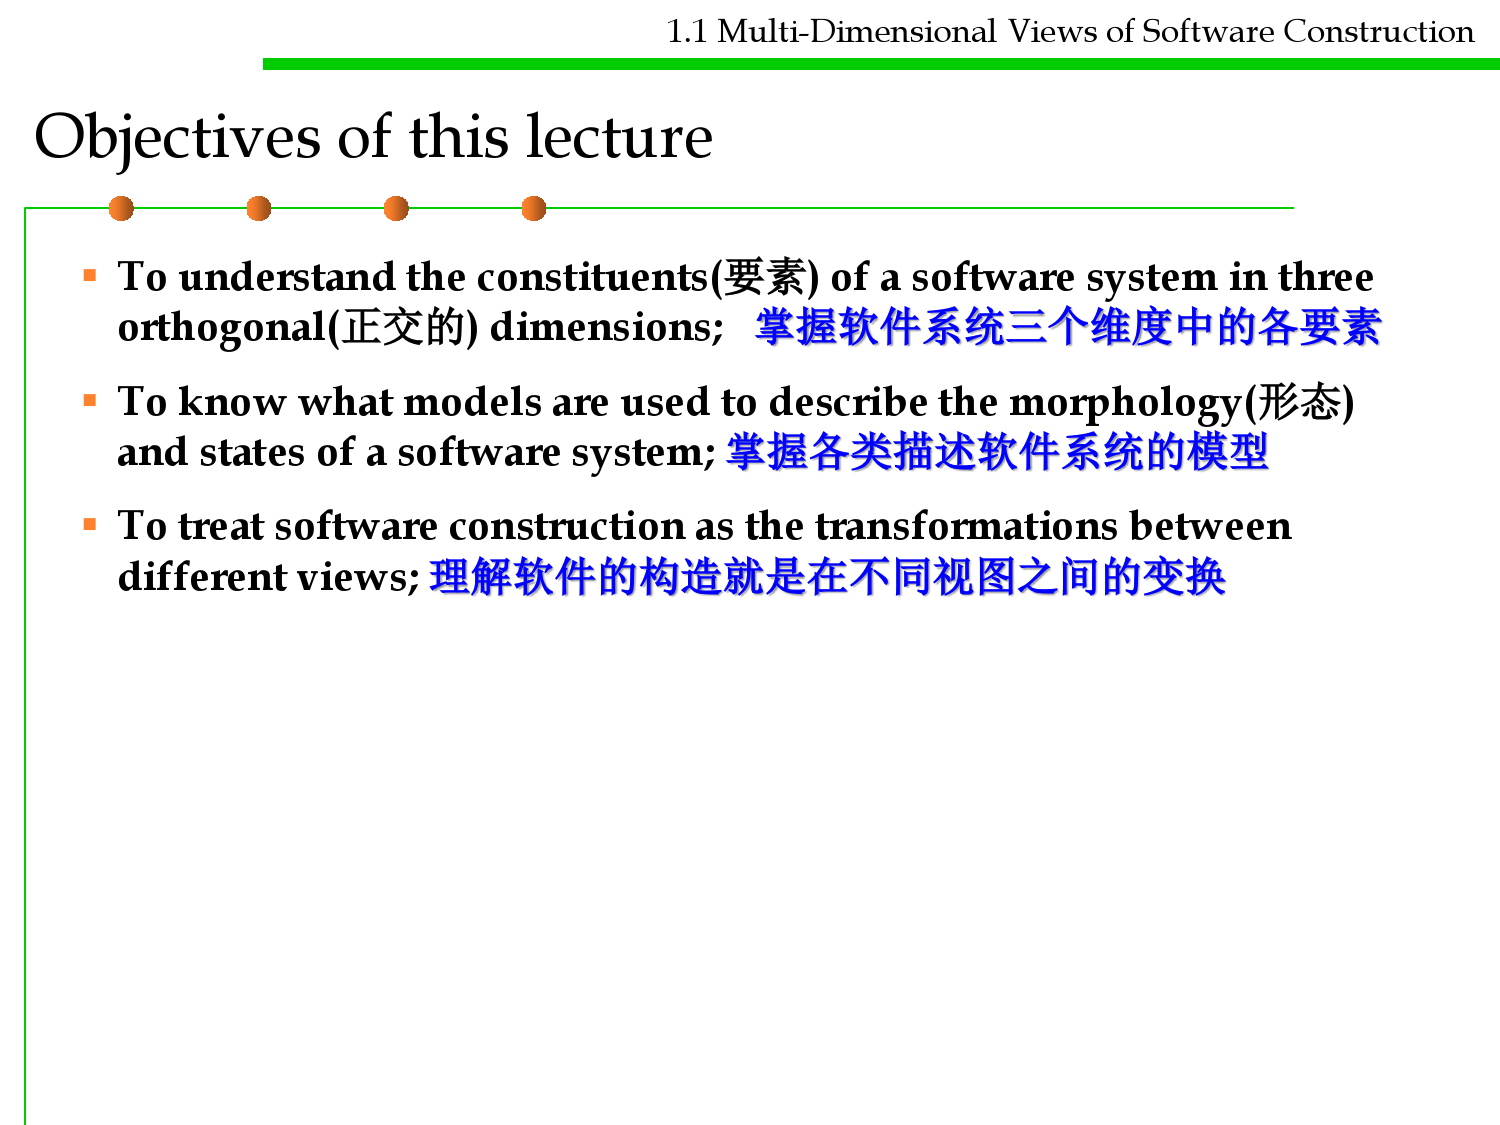 1.1 Multi-Dimensional Views of Software Construction
Objectives of this lecture
To understand the constituents(要素) of a software system in three
orthogonal(正交的) dimensions; 掌握软件系统三个维度中的各要素
To know what models are used to describe the morphology(形态)
and states of a software system; 掌握各类描述软件系统的模型
To treat software construction as the transformations between
different views; 理解软件的构造就是在不同视图之间的变换